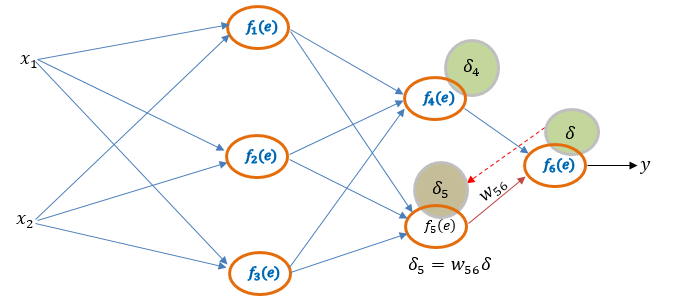 f₁(e)
x₁
δ₄
f₄(e)
δ
f₂(e)
f₆(e)
y
δ₅
w₅₆
x₂
f₅(e)
δ₅ = w₅₆δ
f₃(e)